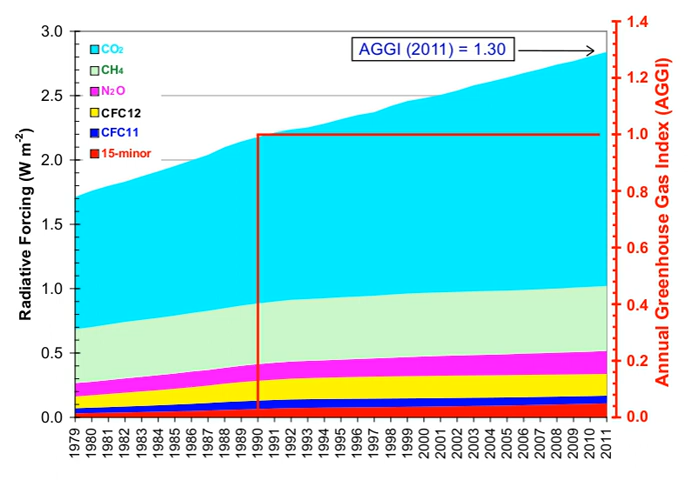 AGGI (2011) = 1.30
CO₂
CH₄
N₂O
CFC12
CFC11
15-minor
Radiative Forcing (W m⁻²)
3.0
2.5
2.0
1.5
1.0
0.5
0.0
1.4
1.2
1.0
0.8
0.6
0.4
0.2
0.0
Annual Greenhouse Gas Index (AGGI)
1979 1980 1981 1982 1983 1984 1985 1986 1987 1988 1989 1990 1991 1992 1993 1994 1995 1996 1997 1998 1999 2000 2001 2002 2003 2004 2005 2006 2007 2008 2009 2010 2011